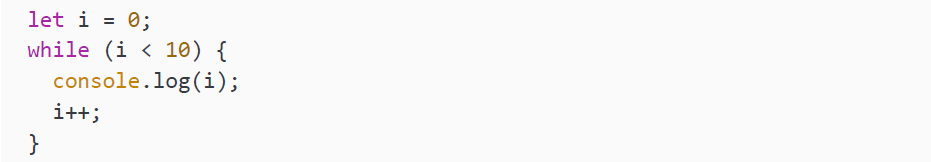 let i = 0;
while (i < 10) {
  console.log(i);
  i++;
}